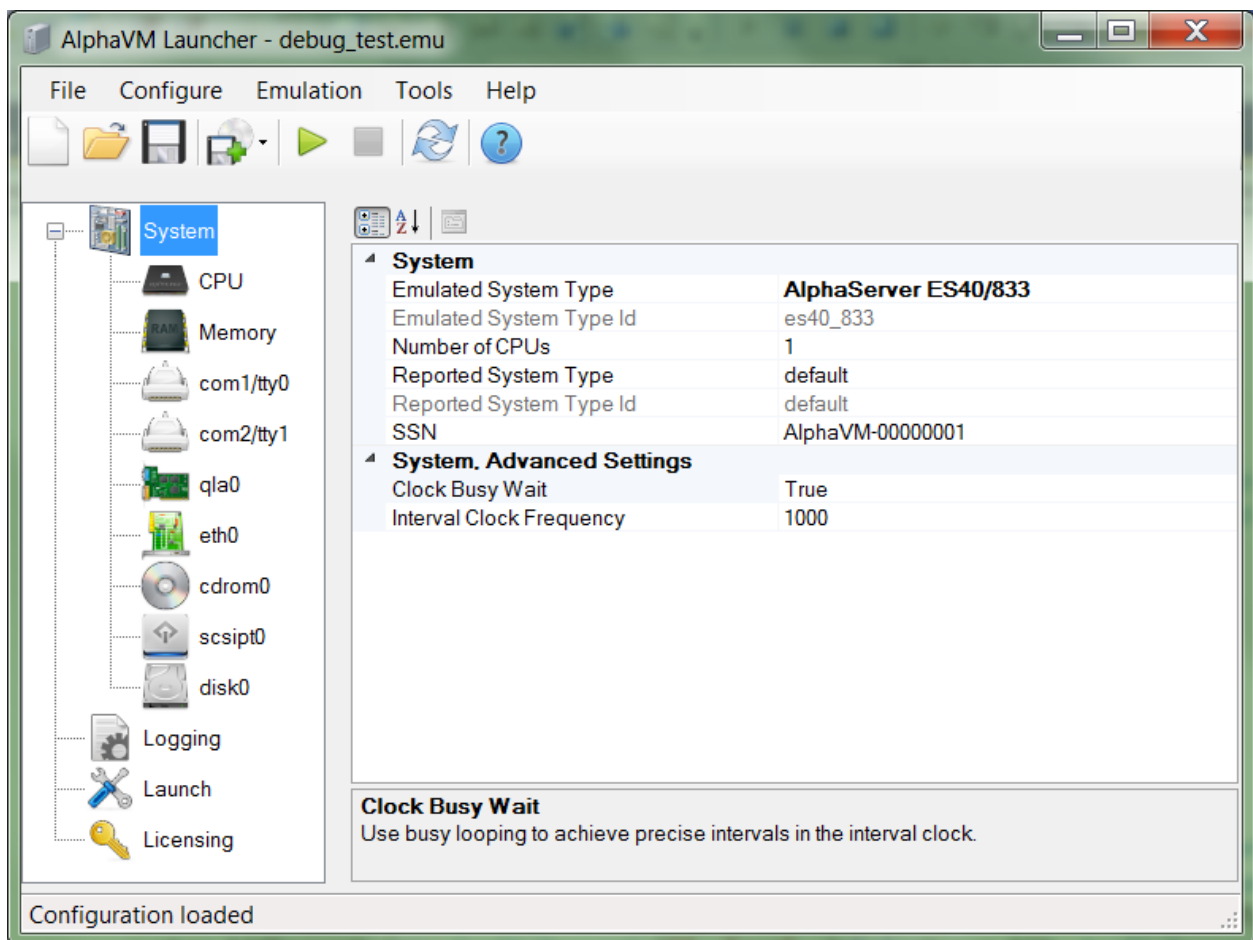 AlphaVM Launcher - debug_test.emu
File Configure Emulation Tools Help
System
CPU
RAM
Memory
com1/tty0
com2/tty1
qla0
eth0
cdrom0
scsipt0
disk0
Logging
Launch
Licensing
A
Z
System
Emulated System Type AlphaServer ES40/833
Emulated System Type Id es40_833
Number of CPUs 1
Reported System Type default
Reported System Type Id default
SSN AlphaVM-00000001
System, Advanced Settings
Clock Busy Wait True
Interval Clock Frequency 1000
Clock Busy Wait
Use busy looping to achieve precise intervals in the interval clock.
Configuration loaded